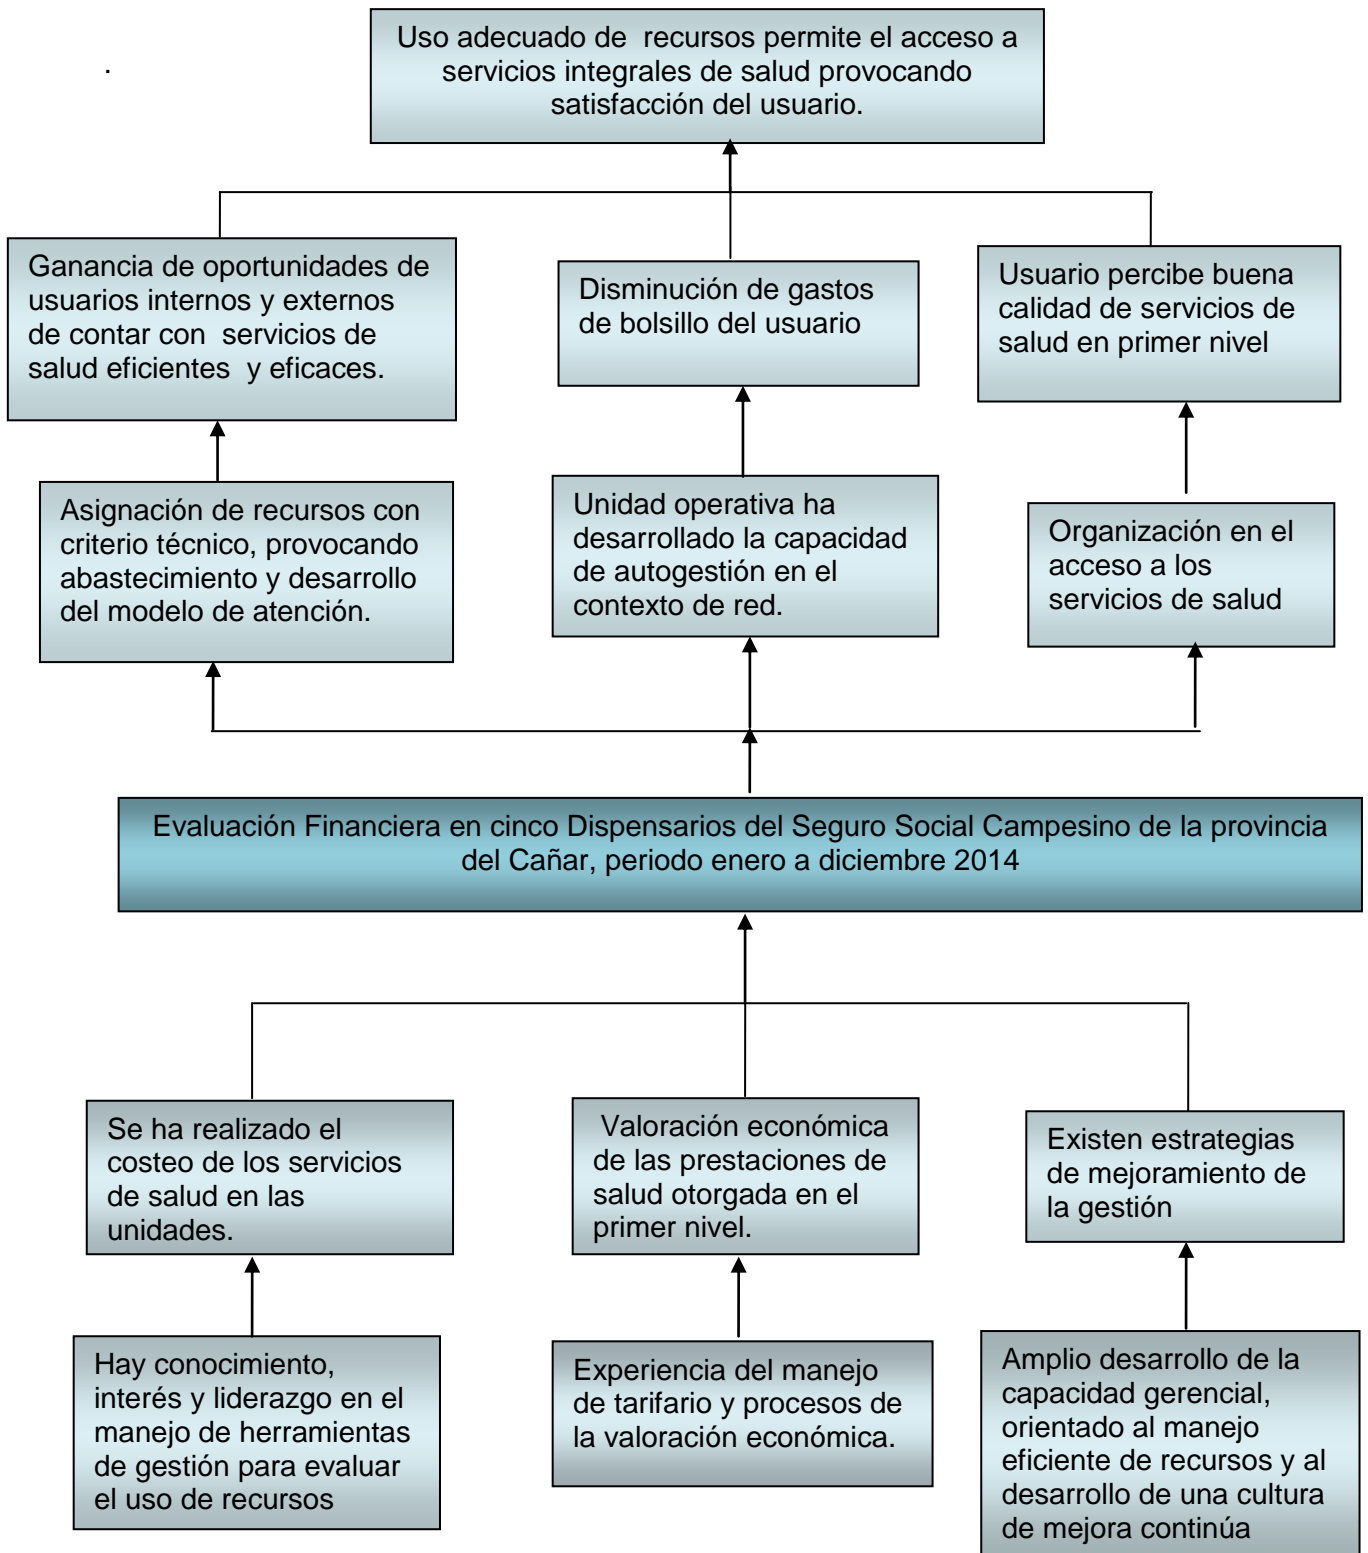 Uso adecuado de  recursos permite el acceso a
servicios integrales de salud provocando
satisfacción del usuario.
.
Ganancia de oportunidades de
usuarios internos y externos
de contar con  servicios de
salud eficientes  y eficaces.
Disminución de gastos
de bolsillo del usuario
Usuario percibe buena
calidad de servicios de
salud en primer nivel
Asignación de recursos con
criterio técnico, provocando
abastecimiento y desarrollo
del modelo de atención.
Unidad operativa ha
desarrollado la capacidad
de autogestión en el
contexto de red.
Organización en el
acceso a los
servicios de salud
Evaluación Financiera en cinco Dispensarios del Seguro Social Campesino de la provincia
del Cañar, periodo enero a diciembre 2014
Se ha realizado el
costeo de los servicios
de salud en las
unidades.
Valoración económica
de las prestaciones de
salud otorgada en el
primer nivel.
Existen estrategias
de mejoramiento de
la gestión
Hay conocimiento,
interés y liderazgo en el
manejo de herramientas
de gestión para evaluar
el uso de recursos
Experiencia del manejo
de tarifario y procesos de
la valoración económica.
Amplio desarrollo de la
capacidad gerencial,
orientado al manejo
eficiente de recursos y al
desarrollo de una cultura
de mejora continúa